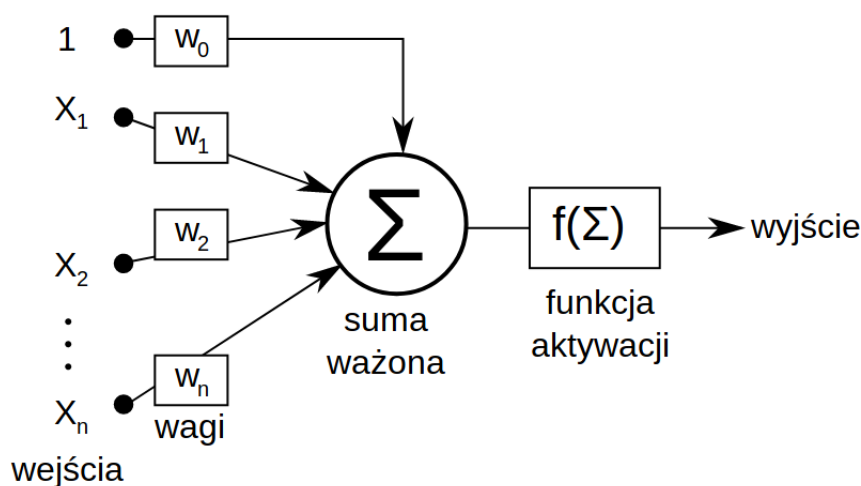 1 w₀
X₁ w₁
X₂ w₂
⋮
Xₙ wₙ
wejścia
wagi
Σ
suma
ważona
f(Σ)
funkcja
aktywacji
wyjście